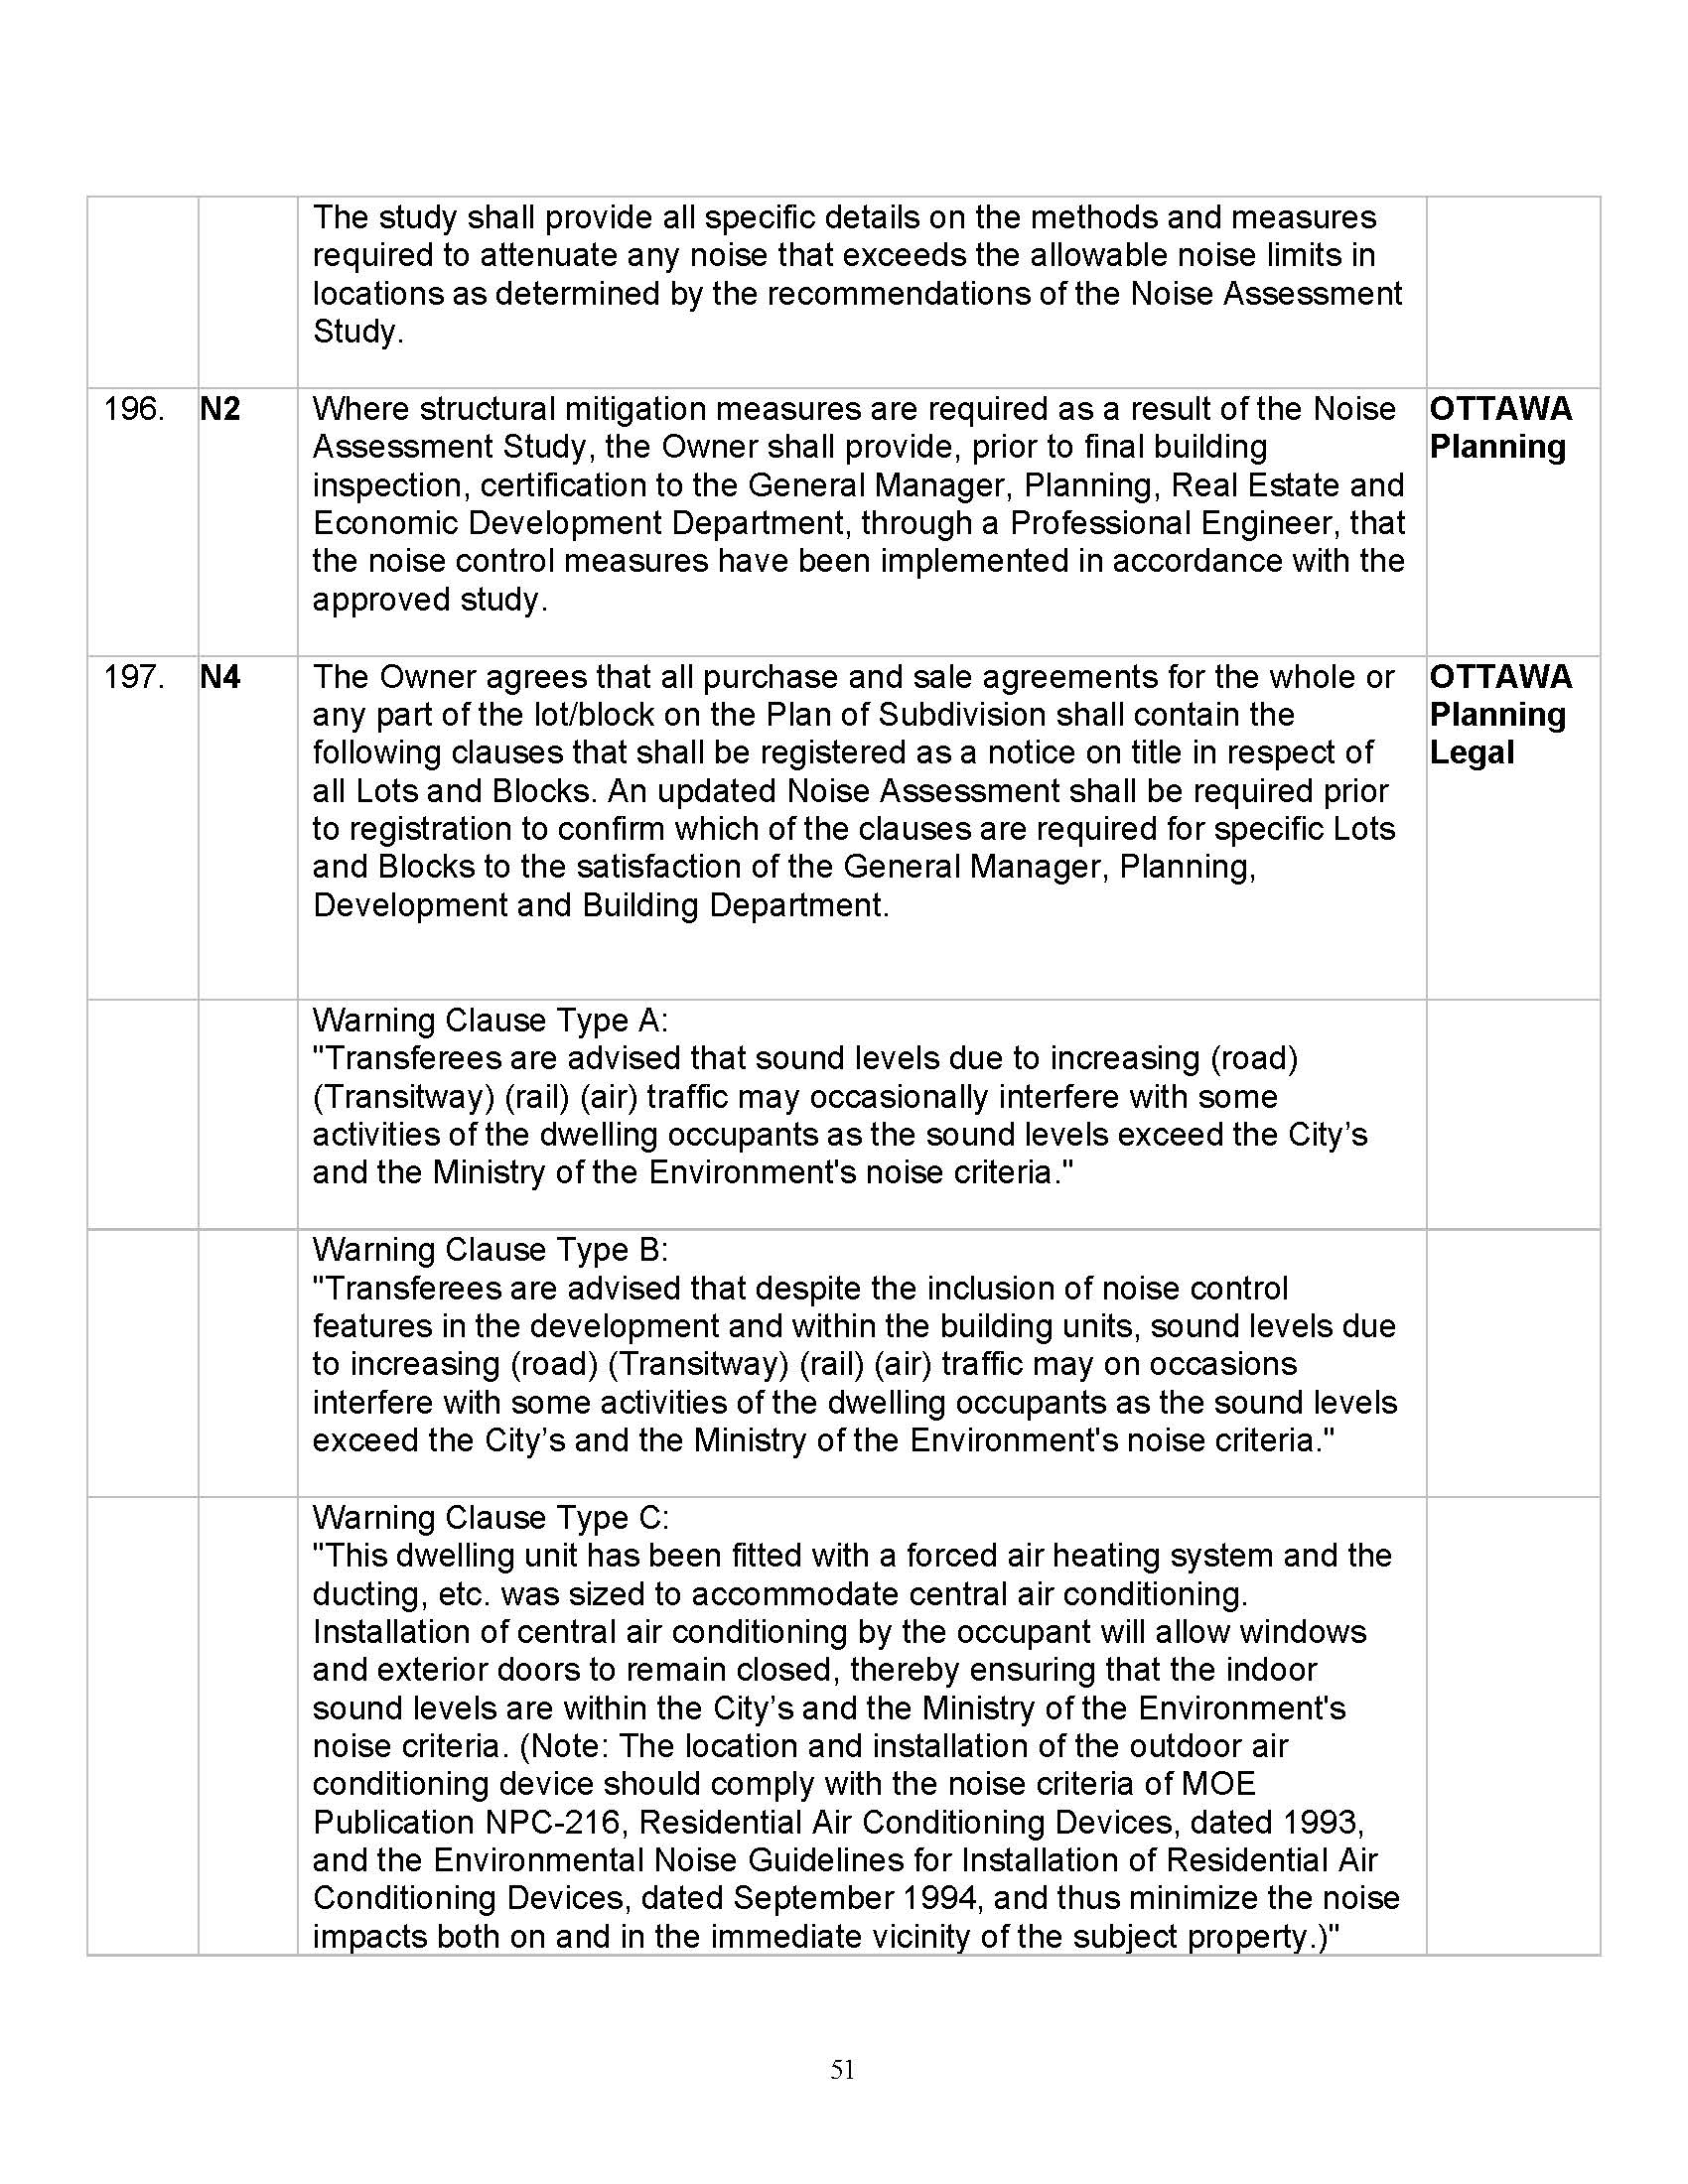 The study shall provide all specific details on the methods and measures
required to attenuate any noise that exceeds the allowable noise limits in
locations as determined by the recommendations of the Noise Assessment
Study.
196. N2 Where structural mitigation measures are required as a result of the Noise OTTAWA
Assessment Study, the Owner shall provide, prior to final building Planning
inspection, certification to the General Manager, Planning, Real Estate and
Economic Development Department, through a Professional Engineer, that
the noise control measures have been implemented in accordance with the
approved study.
197. N4 The Owner agrees that all purchase and sale agreements for the whole or OTTAWA
any part of the lot/block on the Plan of Subdivision shall contain the Planning
following clauses that shall be registered as a notice on title in respect of Legal
all Lots and Blocks. An updated Noise Assessment shall be required prior
to registration to confirm which of the clauses are required for specific Lots
and Blocks to the satisfaction of the General Manager, Planning,
Development and Building Department.
Warning Clause Type A:
"Transferees are advised that sound levels due to increasing (road)
(Transitway) (rail) (air) traffic may occasionally interfere with some
activities of the dwelling occupants as the sound levels exceed the City’s
and the Ministry of the Environment's noise criteria."
Warning Clause Type B:
"Transferees are advised that despite the inclusion of noise control
features in the development and within the building units, sound levels due
to increasing (road) (Transitway) (rail) (air) traffic may on occasions
interfere with some activities of the dwelling occupants as the sound levels
exceed the City’s and the Ministry of the Environment's noise criteria."
Warning Clause Type C:
"This dwelling unit has been fitted with a forced air heating system and the
ducting, etc. was sized to accommodate central air conditioning.
Installation of central air conditioning by the occupant will allow windows
and exterior doors to remain closed, thereby ensuring that the indoor
sound levels are within the City’s and the Ministry of the Environment's
noise criteria. (Note: The location and installation of the outdoor air
conditioning device should comply with the noise criteria of MOE
Publication NPC-216, Residential Air Conditioning Devices, dated 1993,
and the Environmental Noise Guidelines for Installation of Residential Air
Conditioning Devices, dated September 1994, and thus minimize the noise
impacts both on and in the immediate vicinity of the subject property.)"
51